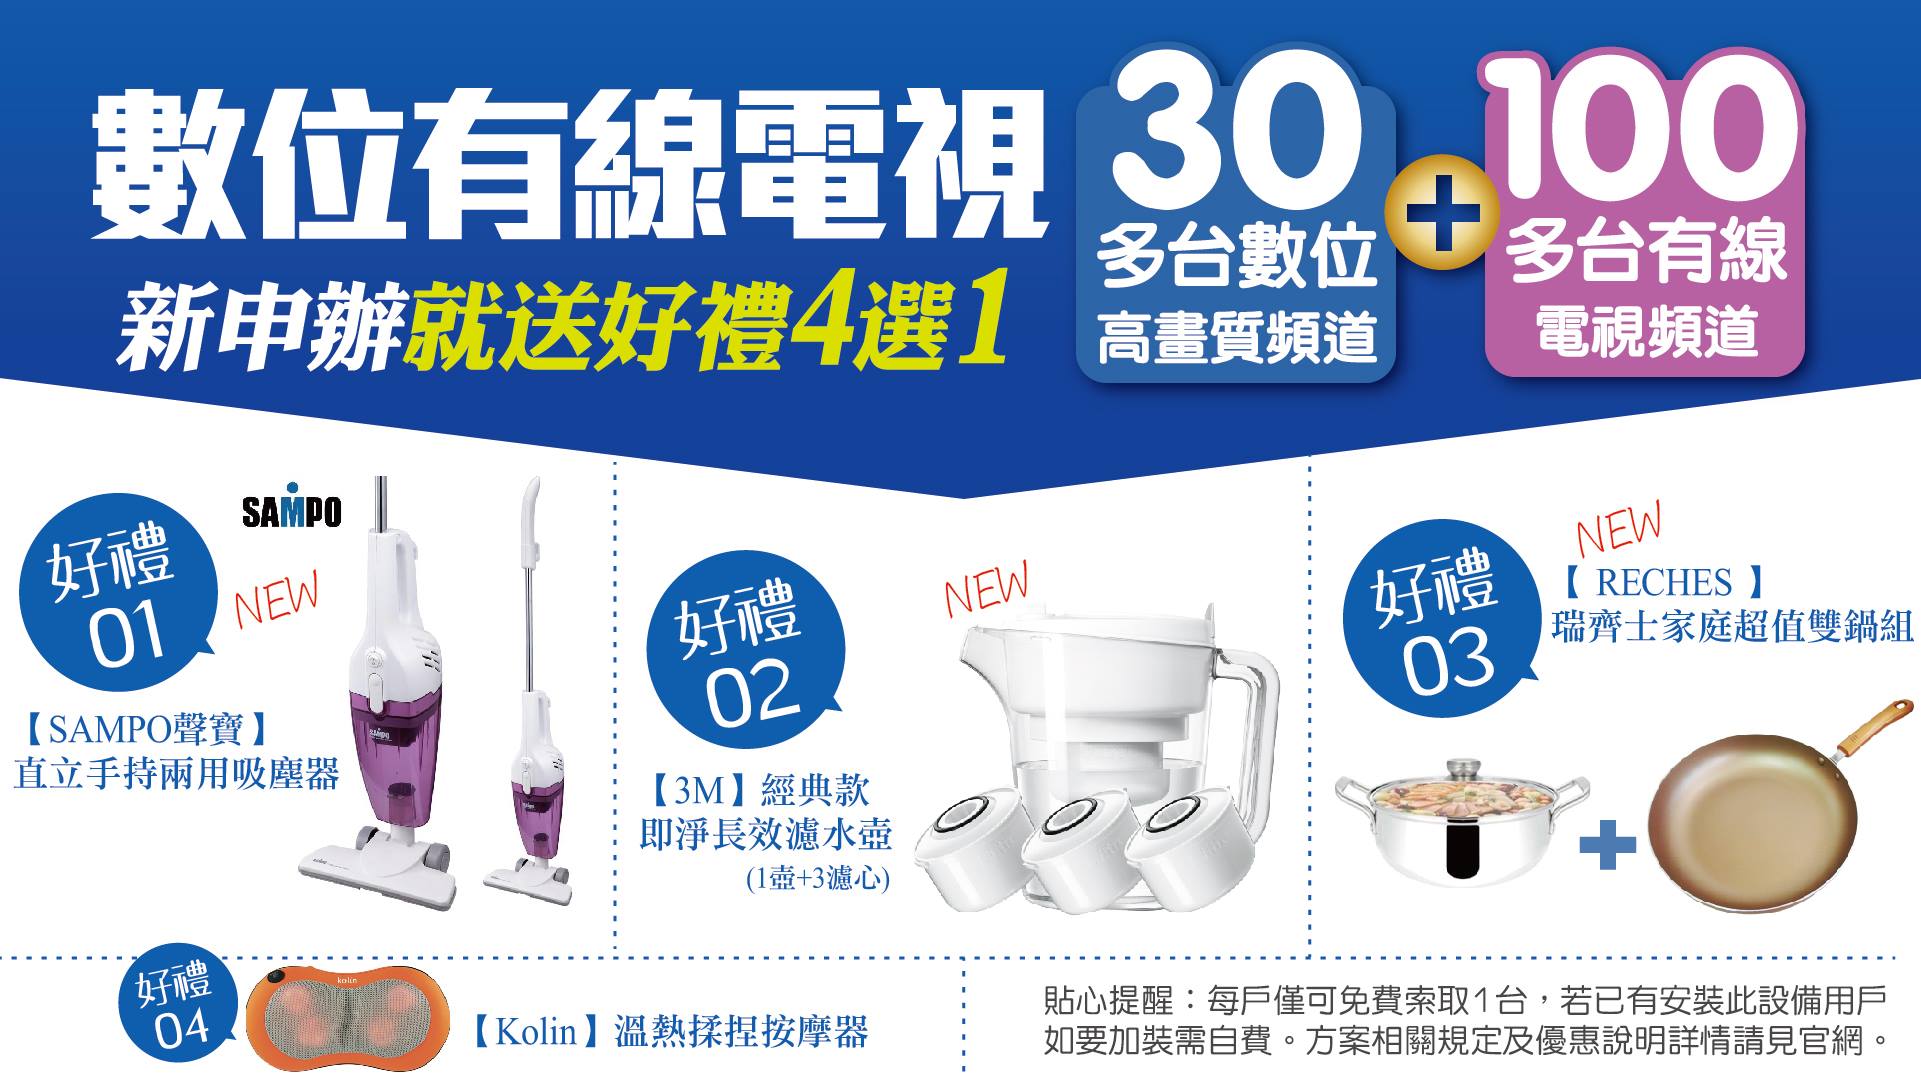 數位有線電視
新申辦就送好禮4選1
30
多台數位
高畫質頻道
+
100
多台有線
電視頻道
好禮
01
SAMPO
NEW
【SAMPO聲寶】
直立手持兩用吸塵器
SAMPO
好禮
02
NEW
【3M】經典款
即淨長效濾水壺
(1壺+3濾心)
好禮
03
NEW
【 RECHES 】
瑞齊士家庭超值雙鍋組
+
好禮
04
kolin
【Kolin】溫熱揉捏按摩器
貼心提醒：每戶僅可免費索取1台，若已有安裝此設備用戶
如要加裝需自費。方案相關規定及優惠說明詳情請見官網。